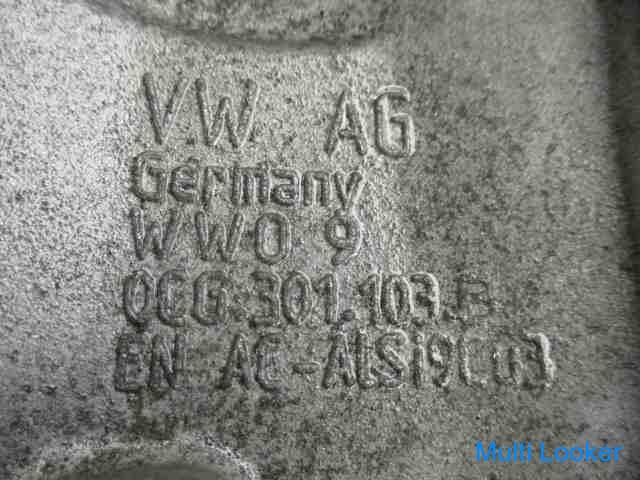 V.W. AG
Germany
WWO 9
0CG.301.103.B
EN AC-AlSi9Cu3
Multi Looker